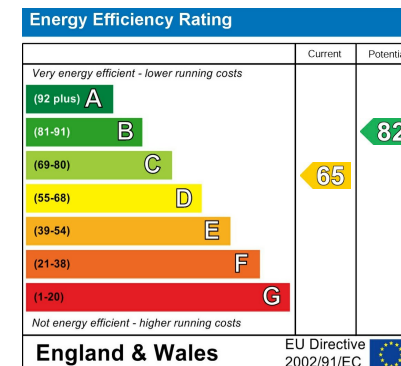 Energy Efficiency Rating
Current
Very energy efficient - lower running costs
(92 plus) A
(81-91) B
82
(69-80) C
65
(55-68) D
(39-54) E
(21-38) F
(1-20) G
Not energy efficient - higher running costs
England & Wales
EU Directive
2002/91/EC